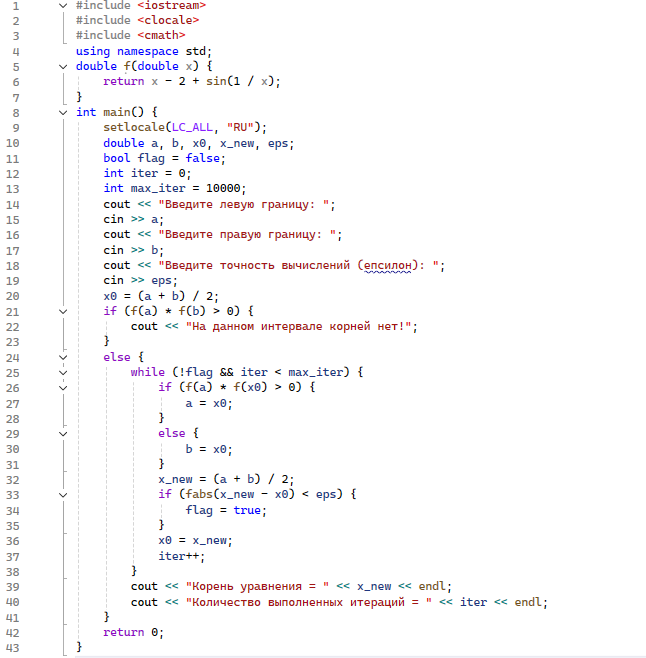 1 #include <iostream>
2 #include <clocale>
3 #include <cmath>
4 using namespace std;
5 double f(double x) {
6 return x - 2 + sin(1 / x);
7 }
8 int main() {
9 setlocale(LC_ALL, "RU");
10 double a, b, x0, x_new, eps;
11 bool flag = false;
12 int iter = 0;
13 int max_iter = 10000;
14 cout << "Введите левую границу: ";
15 cin >> a;
16 cout << "Введите правую границу: ";
17 cin >> b;
18 cout << "Введите точность вычислений (епсилон): ";
19 cin >> eps;
20 x0 = (a + b) / 2;
21 if (f(a) * f(b) > 0) {
22 cout << "На данном интервале корней нет!";
23 }
24 else {
25 while (!flag && iter < max_iter) {
26 if (f(a) * f(x0) > 0) {
27 a = x0;
28 }
29 else {
30 b = x0;
31 }
32 x_new = (a + b) / 2;
33 if (fabs(x_new - x0) < eps) {
34 flag = true;
35 }
36 x0 = x_new;
37 iter++;
38 }
39 cout << "Корень уравнения = " << x_new << endl;
40 cout << "Количество выполненных итераций = " << iter << endl;
41 }
42 return 0;
43 }